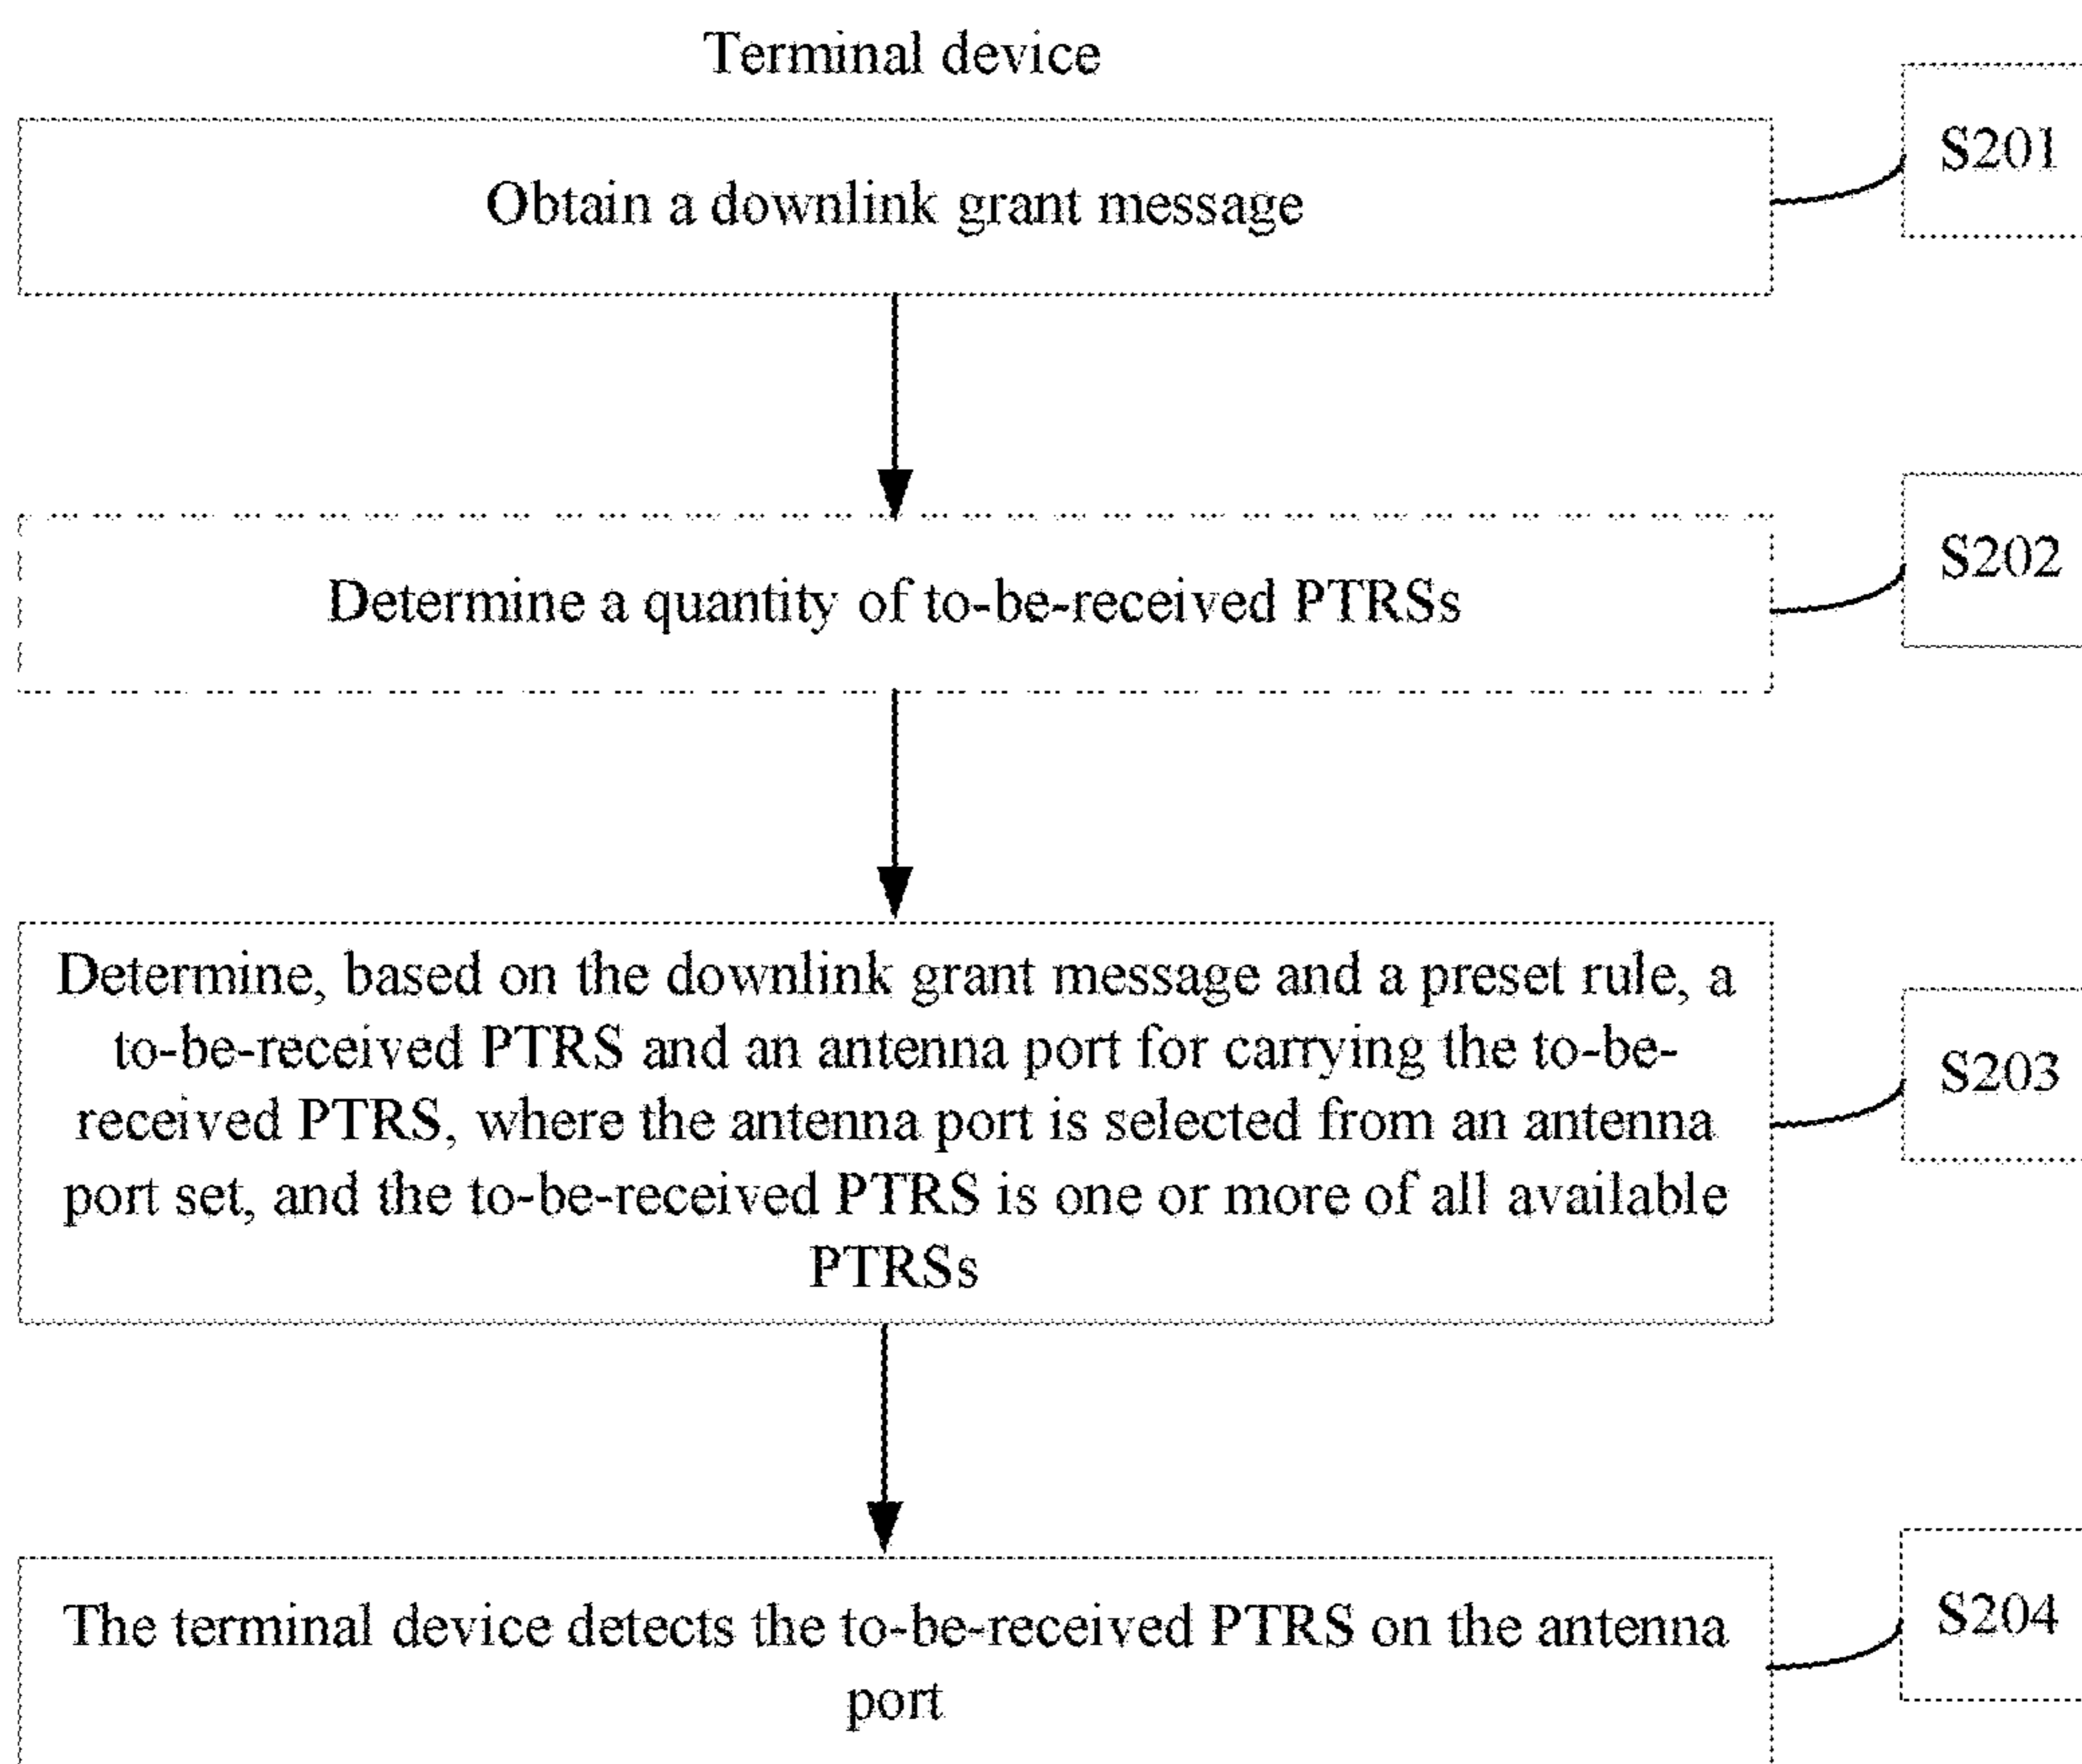 Terminal device
S201
Obtain a downlink grant message
S202
Determine a quantity of to-be-received PTRSs
Determine, based on the downlink grant message and a preset rule, a
to-be-received PTRS and an antenna port for carrying the to-be-
received PTRS, where the antenna port is selected from an antenna
port set, and the to-be-received PTRS is one or more of all available
PTRSs
S203
The terminal device detects the to-be-received PTRS on the antenna
port
S204